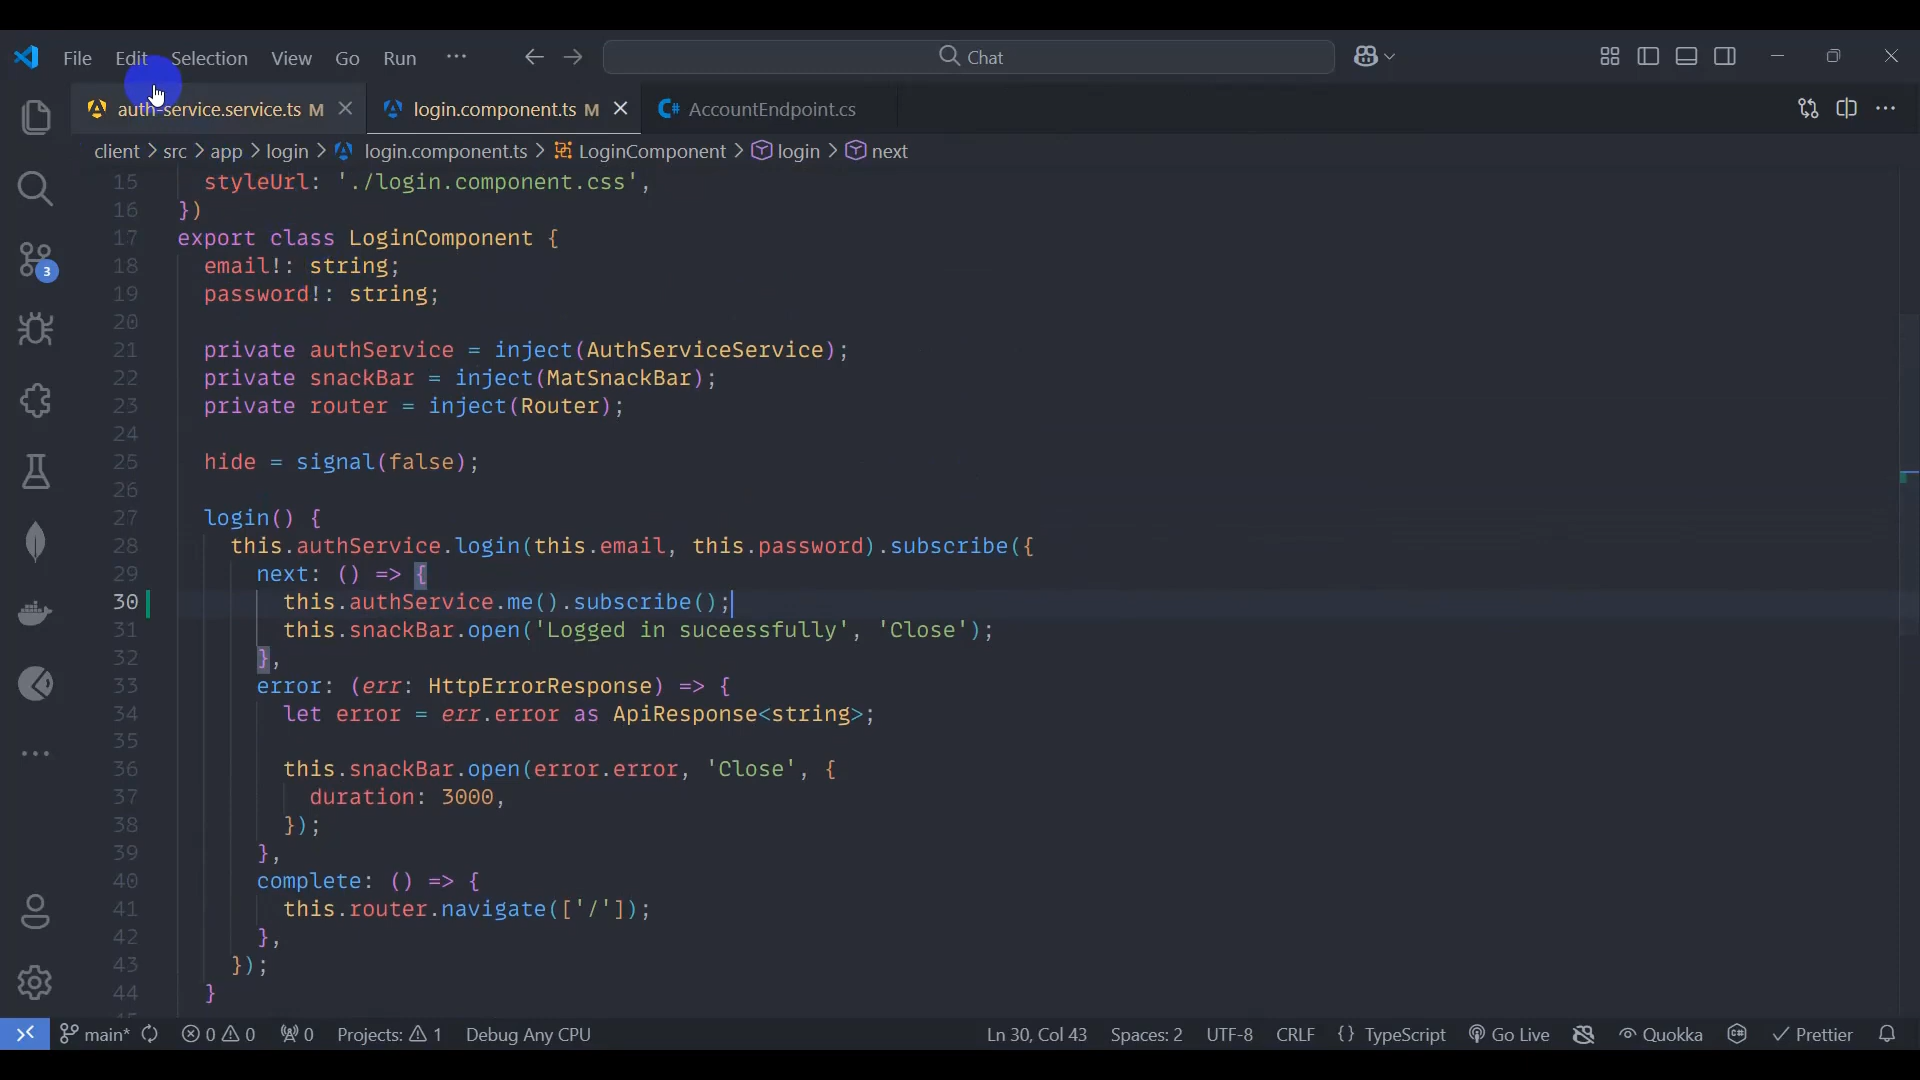 File Edit Selection View Go Run ··· Chat
auth-service.service.ts M login.component.ts M AccountEndpoint.cs
client > src > app > login > login.component.ts > LoginComponent > login > next
15 styleUrl: './login.component.css',
16 })
17 export class LoginComponent {
18 email!: string;
19 password!: string;
20
21 private authService = inject(AuthServiceService);
22 private snackBar = inject(MatSnackBar);
23 private router = inject(Router);
24
25 hide = signal(false);
26
27 login() {
28 this.authService.login(this.email, this.password).subscribe({
29 next: () => {
30 this.authService.me().subscribe();
31 this.snackBar.open('Logged in suceessfully', 'Close');
32 },
33 error: (err: HttpErrorResponse) => {
34 let error = err.error as ApiResponse<string>;
35
36 this.snackBar.open(error.error, 'Close', {
37 duration: 3000,
38 });
39 },
40 complete: () => {
41 this.router.navigate(['/']);
42 },
43 });
44 }
3
main* 0 0 0 Projects: 1 Debug Any CPU Ln 30, Col 43 Spaces: 2 UTF-8 CRLF {} TypeScript Go Live Quokka Prettier